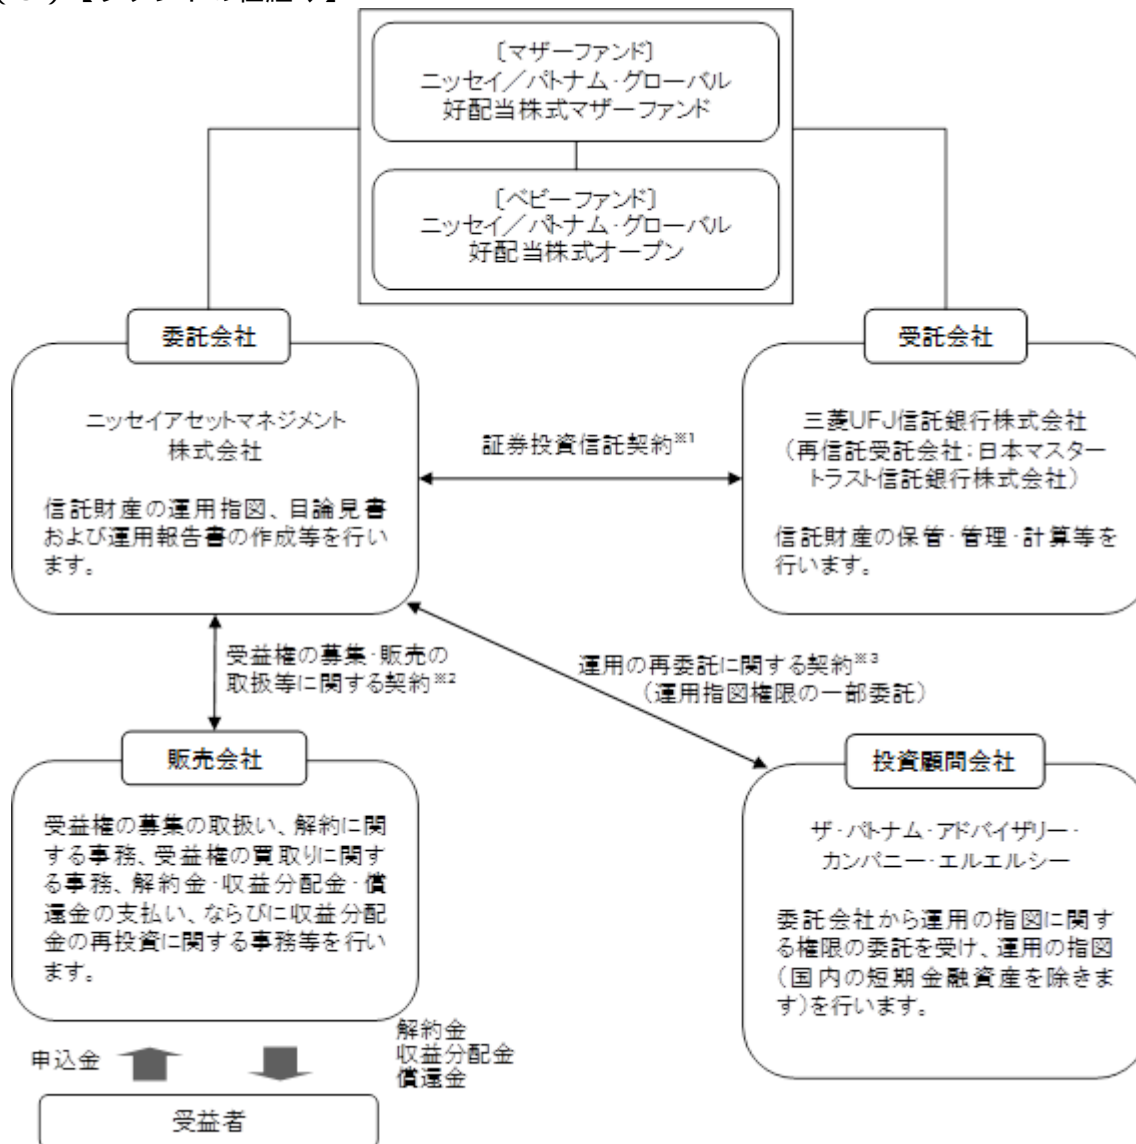 〔マザーファンド〕
ニッセイ／パトナム・グローバル
好配当株式マザーファンド
〔ベビーファンド〕
ニッセイ／パトナム・グローバル
好配当株式オープン
委託会社
ニッセイアセットマネジメント
株式会社
信託財産の運用指図、目論見書
および運用報告書の作成等を行い
ます。
証券投資信託契約※1
受託会社
三菱UFJ信託銀行株式会社
（再信託受託会社：日本マスター
トラスト信託銀行株式会社）
信託財産の保管・管理・計算等を
行います。
受益権の募集・販売の
取扱等に関する契約※2
運用の再委託に関する契約※3
（運用指図権限の一部委託）
販売会社
受益権の募集の取扱い、解約に関
する事務、受益権の買取りに関す
る事務、解約金・収益分配金・償
還金の支払い、ならびに収益分配
金の再投資に関する事務等を行い
ます。
投資顧問会社
ザ・パトナム・アドバイザリー・
カンパニー・エルエルシー
委託会社から運用の指図に関す
る権限の委託を受け、運用の指図
（国内の短期金融資産を除きま
す）を行います。
申込金
解約金
収益分配金
償還金
受益者